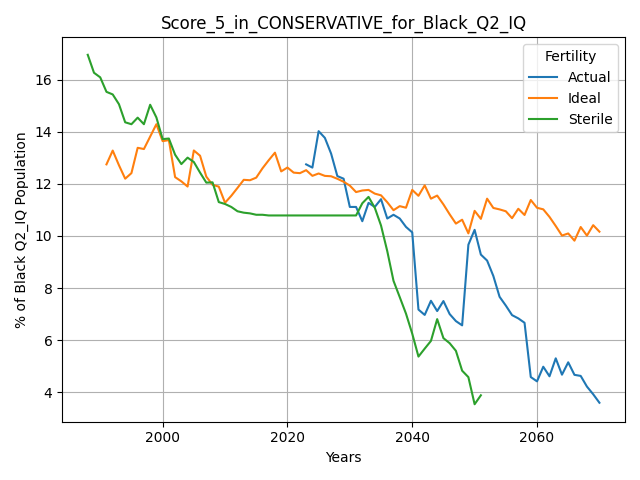 Score_5_in_CONSERVATIVE_for_Black_Q2_IQ
Fertility
Actual
Ideal
Sterile
% of Black Q2_IQ Population
16
14
12
10
8
6
4
2000
2020
2040
2060
Years